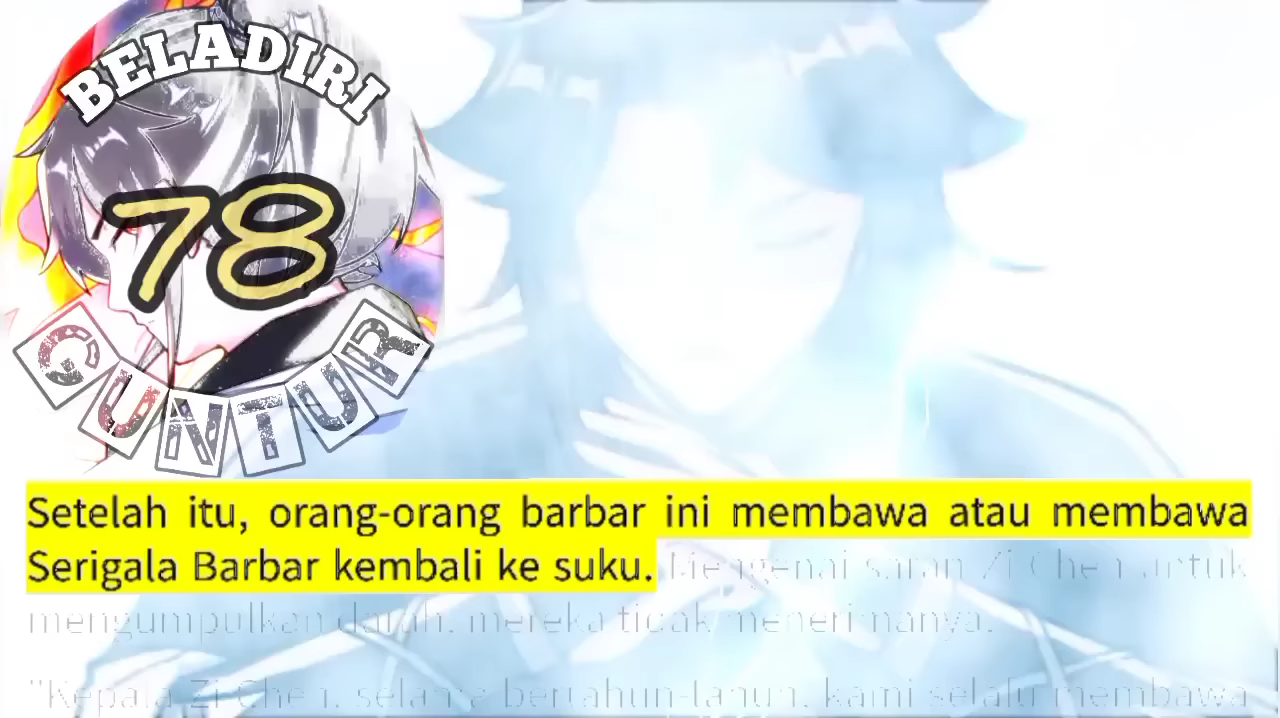 BELADIRI
78
GUNTUR
Setelah itu, orang-orang barbar ini membawa atau membawa
Serigala Barbar kembali ke suku. Mengenai saran Zi Chen untuk
mengumpulkan darah, mereka tidak menerimanya.
"Kepala Zi Chen, selama bertahun-tahun, kami selalu membawa